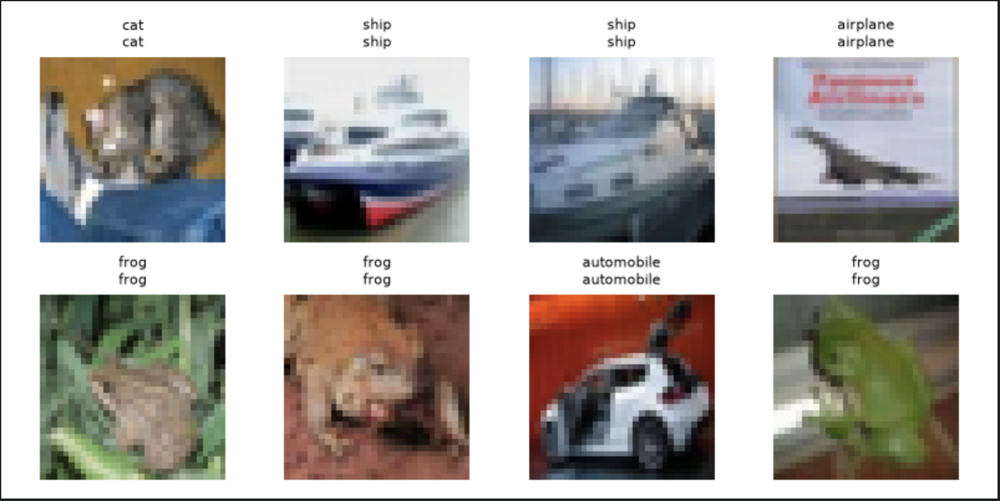 cat
cat
ship
ship
ship
ship
airplane
airplane
frog
frog
frog
frog
automobile
automobile
frog
frog